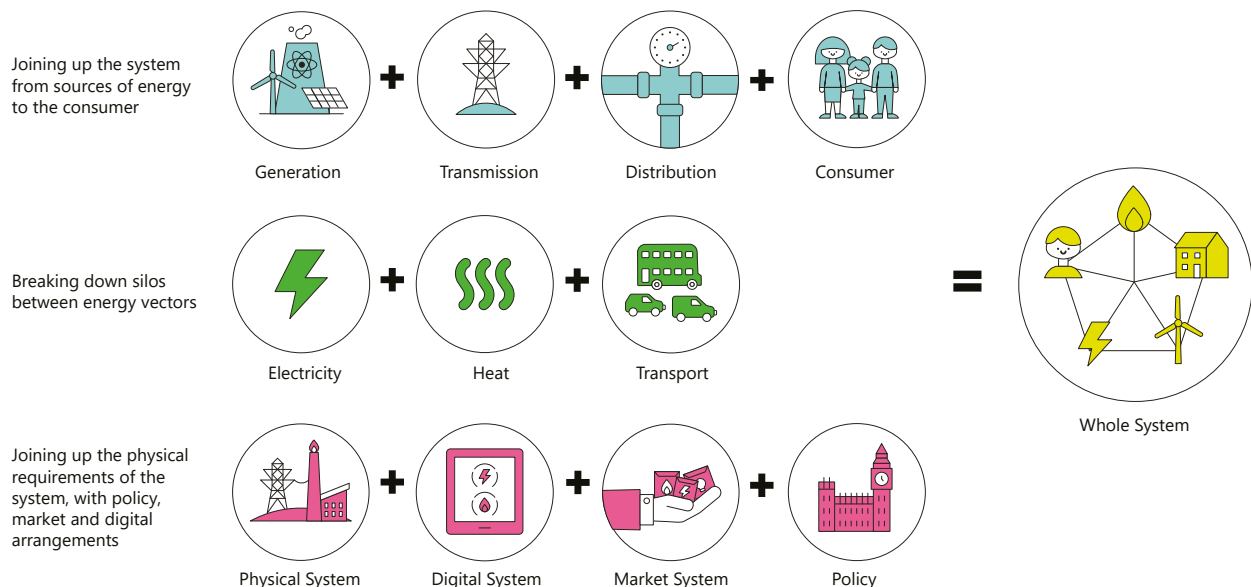 Joining up the system
from sources of energy
to the consumer
Generation
Transmission
Distribution
Consumer
Breaking down silos
between energy vectors
Electricity
Heat
Transport
Whole System
Joining up the physical
requirements of the
system, with policy,
market and digital
arrangements
Physical System
Digital System
Market System
Policy